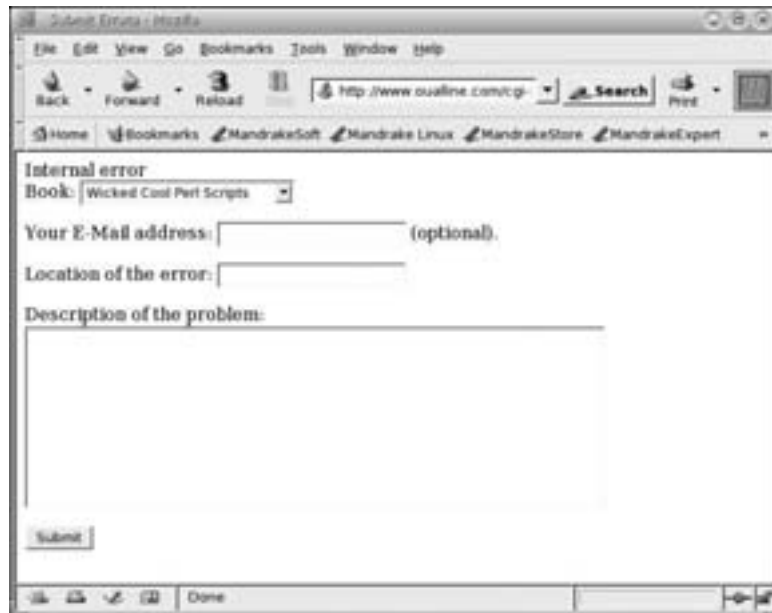 Submit Errata - Mozilla
File Edit View Go Bookmarks Tools Window Help
Back Forward Reload http://www.oualline.com/cgi- Search Print
Home Bookmarks MandrakeSoft Mandrake Linux MandrakeStore MandrakeExpert
Internal error
Book: Wicked Cool Perl Scripts
Your E-Mail address: (optional).
Location of the error:
Description of the problem:
Submit
Done